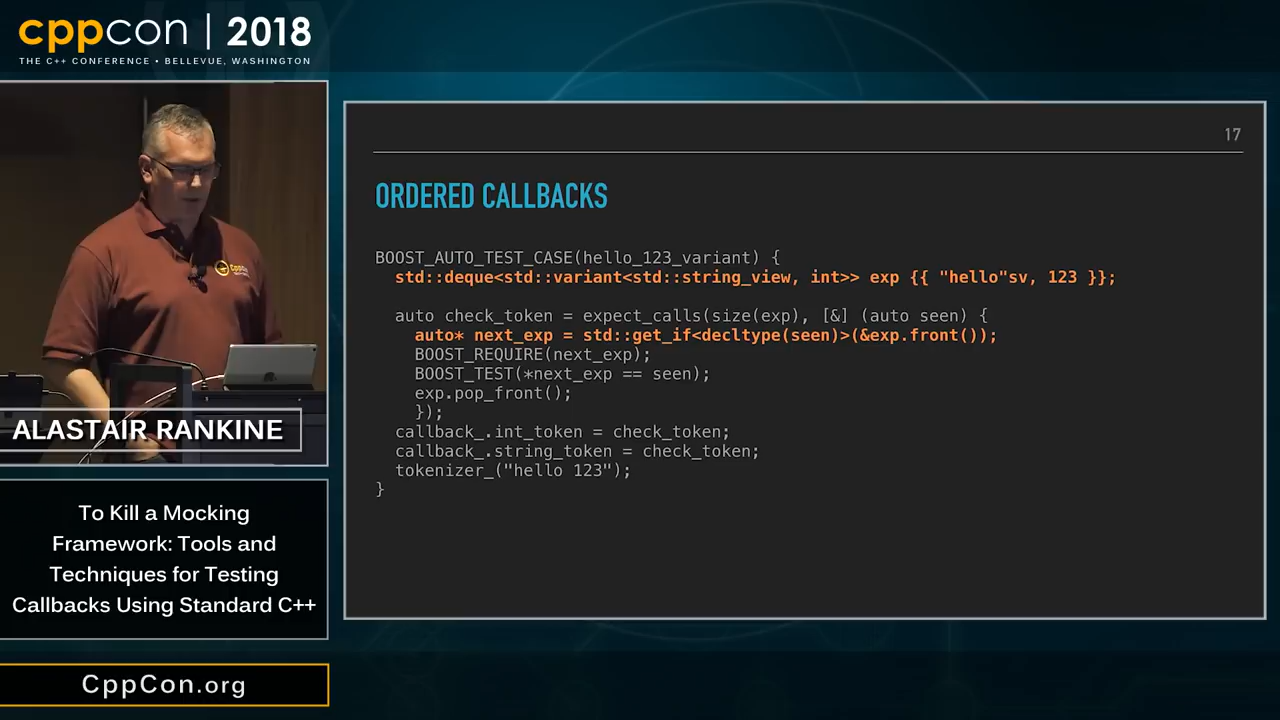 cppcon | 2018
THE C++ CONFERENCE • BELLEVUE, WASHINGTON
ALASTAIR RANKINE
To Kill a Mocking
Framework: Tools and
Techniques for Testing
Callbacks Using Standard C++
CppCon.org
17
ORDERED CALLBACKS
BOOST_AUTO_TEST_CASE(hello_123_variant) {
  std::deque<std::variant<std::string_view, int>> exp {{ "hello"sv, 123 }};
  auto check_token = expect_calls(size(exp), [&] (auto seen) {
    auto* next_exp = std::get_if<decltype(seen)>(&exp.front());
    BOOST_REQUIRE(next_exp);
    BOOST_TEST(*next_exp == seen);
    exp.pop_front();
    });
  callback_.int_token = check_token;
  callback_.string_token = check_token;
  tokenizer_("hello 123");
}